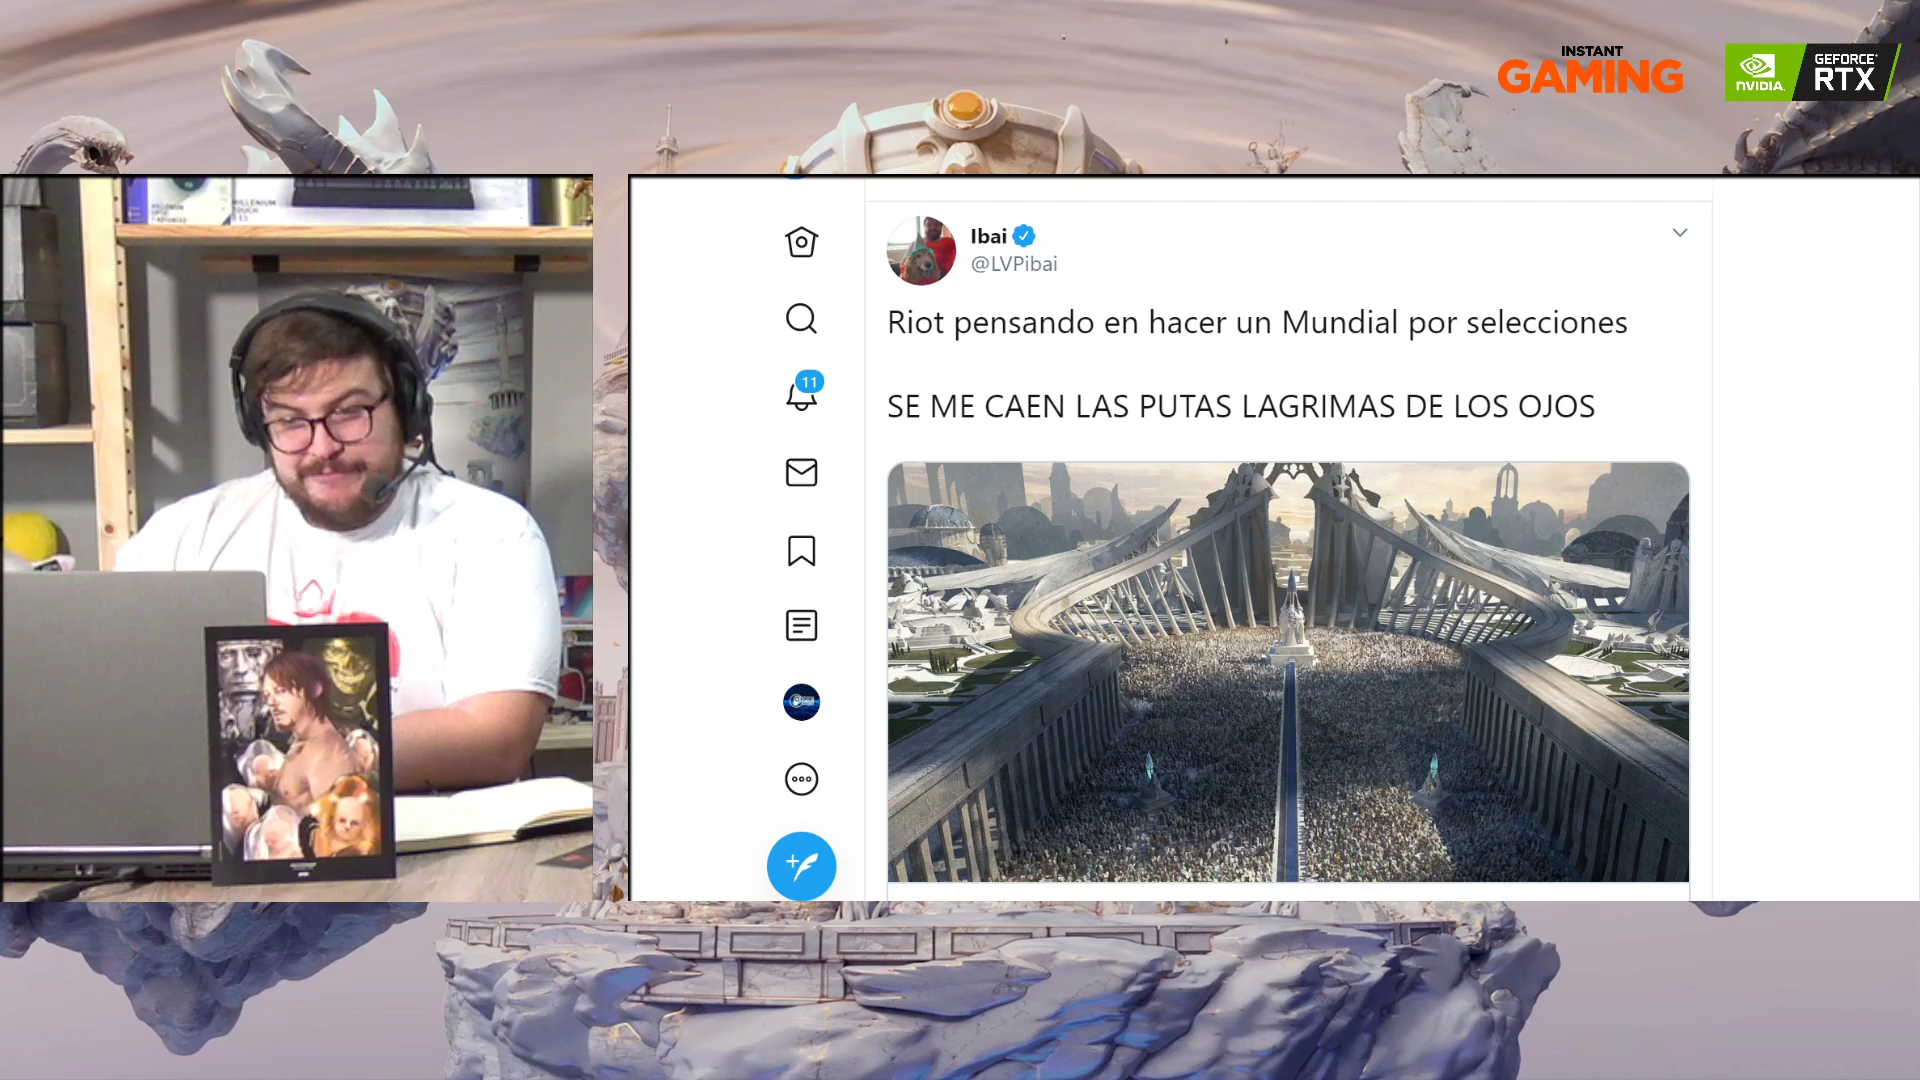 INSTANT
GAMING
NVIDIA.
GEFORCE
RTX
Ibai
@LVPibai
Riot pensando en hacer un Mundial por selecciones
SE ME CAEN LAS PUTAS LAGRIMAS DE LOS OJOS
11